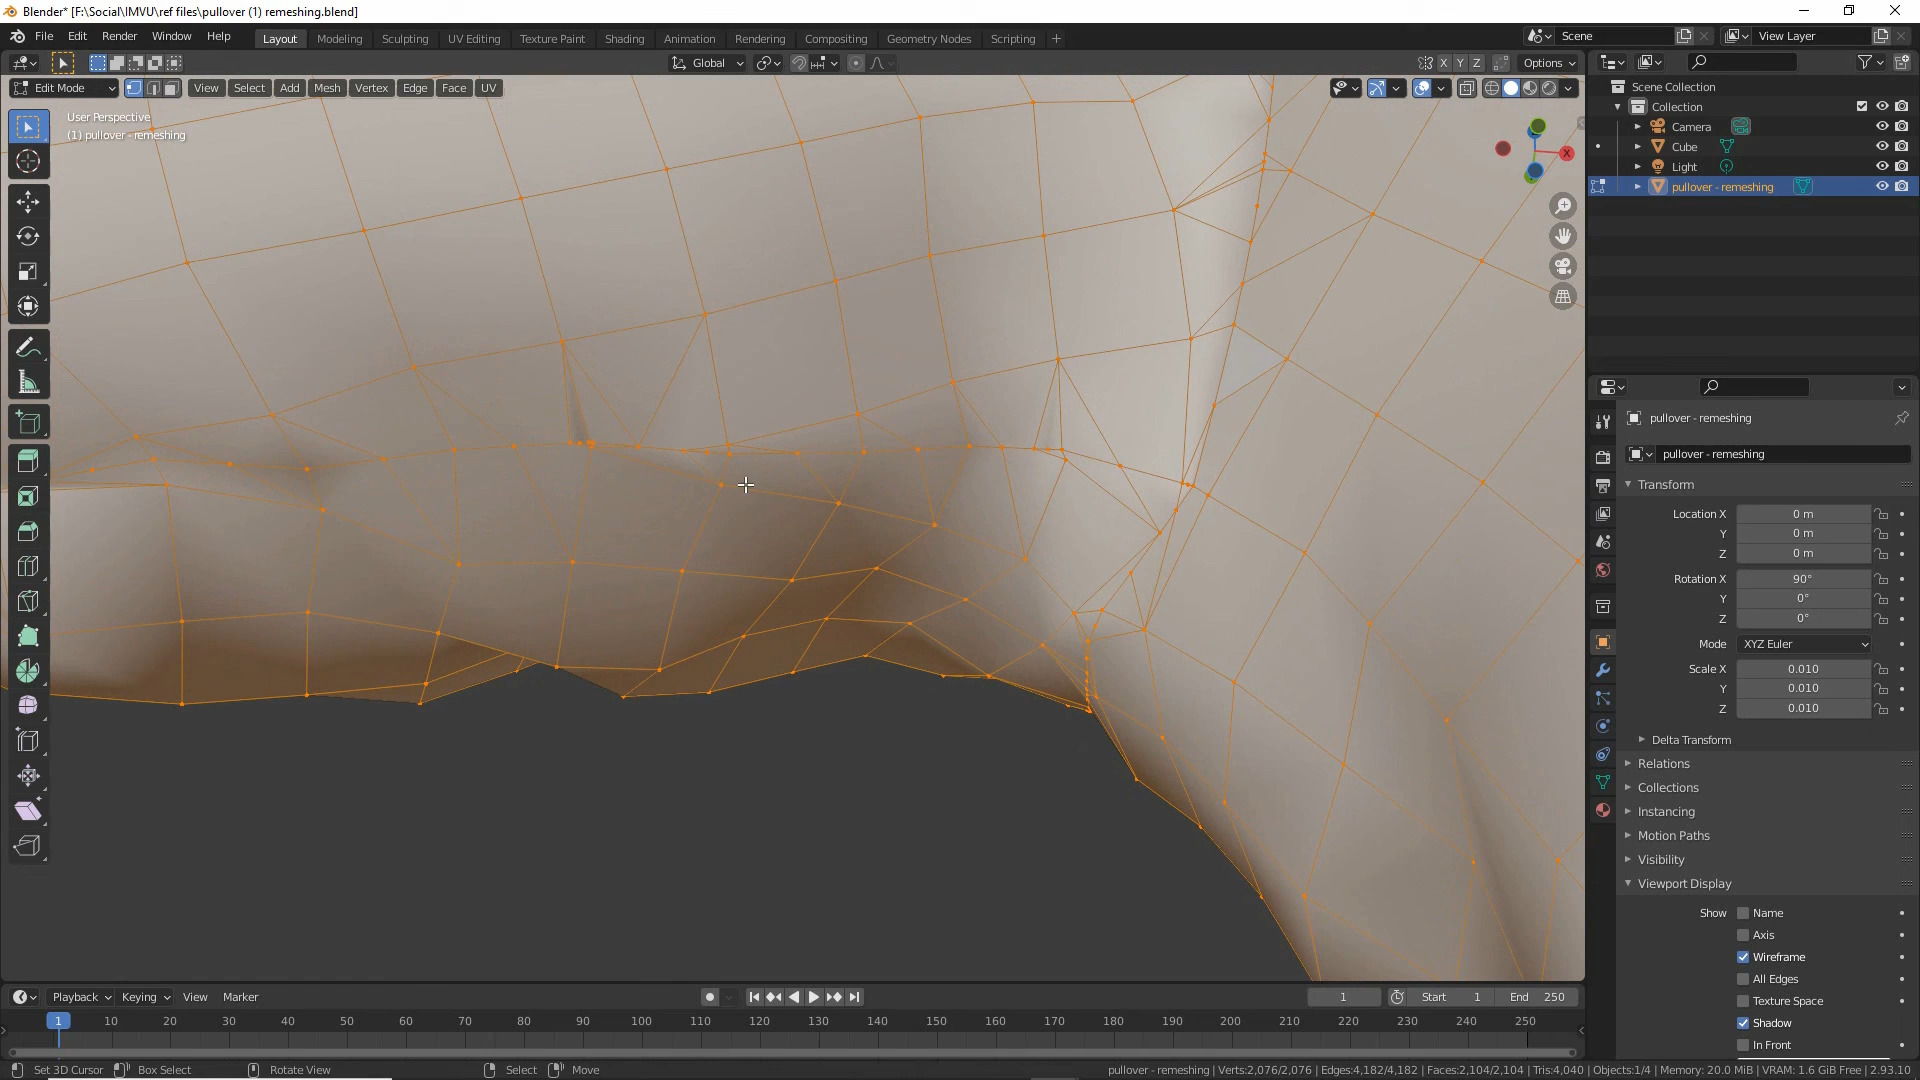 Blender* [F:\Social\IMVU\ref files\pullover (1) remeshing.blend]
File Edit Render Window Help
Layout Modeling Sculpting UV Editing Texture Paint Shading Animation Rendering Compositing Geometry Nodes Scripting +
Scene
View Layer
Global
X Y Z
Options
Edit Mode
View Select Add Mesh Vertex Edge Face UV
User Perspective
(1) pullover - remeshing
X
Scene Collection
Collection
Camera
Cube
Light
pullover - remeshing
pullover - remeshing
pullover - remeshing
Transform
Location X 0 m
Y 0 m
Z 0 m
Rotation X 90°
Y 0°
Z 0°
Mode XYZ Euler
Scale X 0.010
Y 0.010
Z 0.010
Delta Transform
Relations
Collections
Instancing
Motion Paths
Visibility
Viewport Display
Show Name
Axis
Wireframe
All Edges
Texture Space
Shadow
In Front
Playback Keying View Marker
1
Start 1
End 250
1 10 20 30 40 50 60 70 80 90 100 110 120 130 140 150 160 170 180 190 200 210 220 230 240 250
Set 3D Cursor Box Select Rotate View Select Move
pullover - remeshing | Verts:2,076/2,076 | Edges:4,182/4,182 | Faces:2,104/2,104 | Tris:4,040 | Objects:1/4 | Memory: 20.0 MiB | VRAM: 1.6 GiB Free | 2.93.10